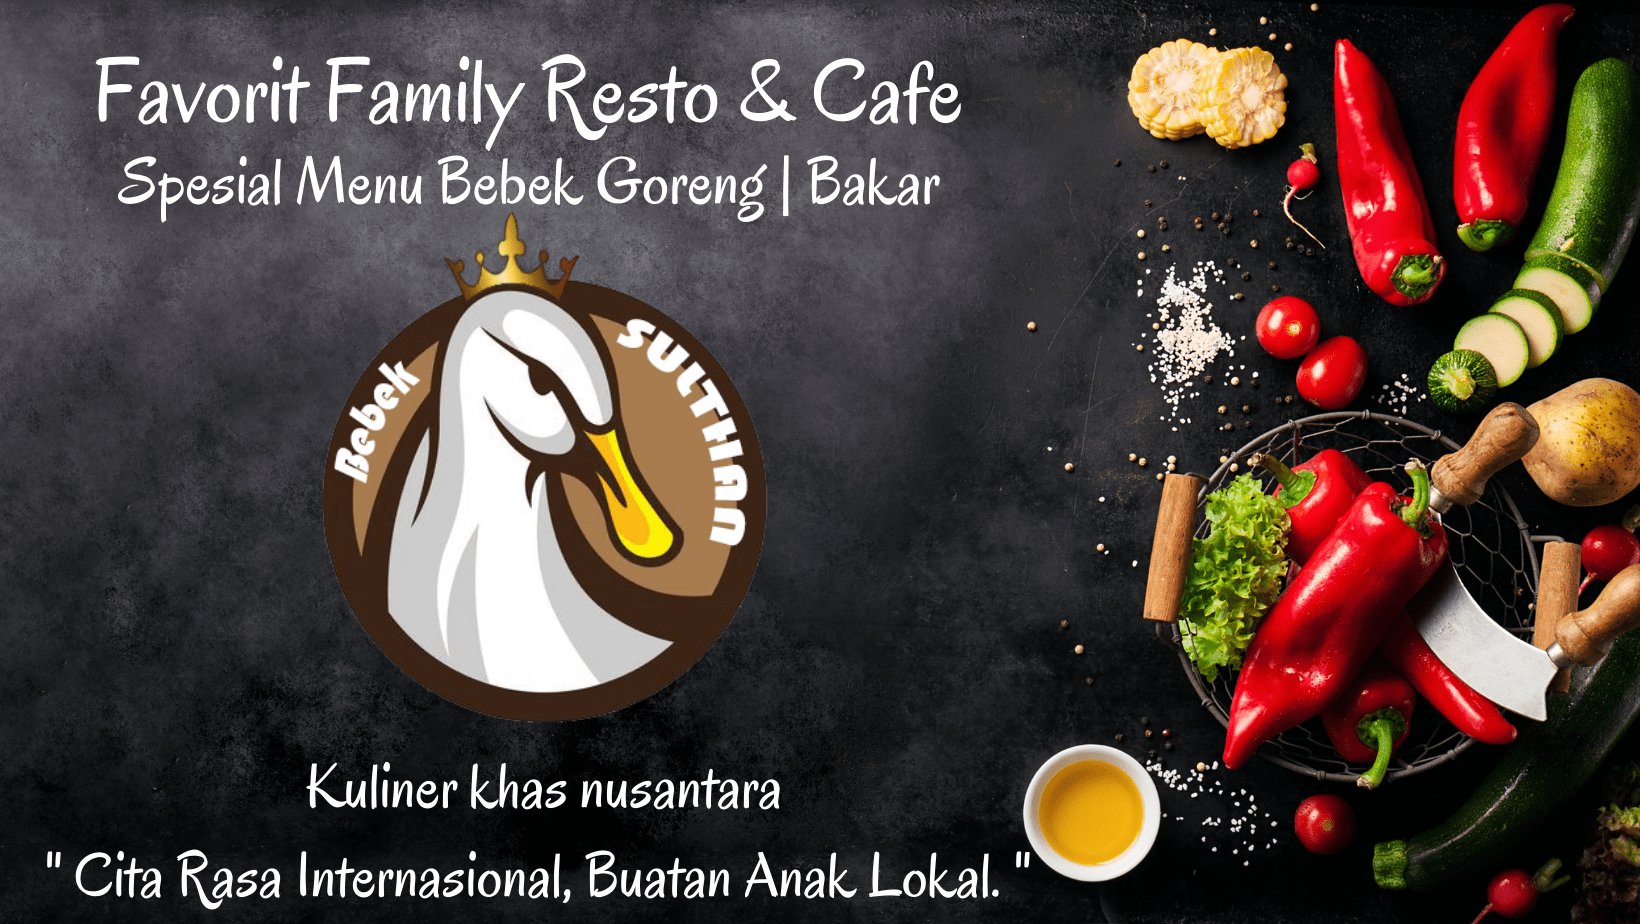 Favorit Family Resto & Cafe
Spesial Menu Bebek Goreng | Bakar
Bebek
SULTHAN
Kuliner khas nusantara
" Cita Rasa Internasional, Buatan Anak Lokal. "